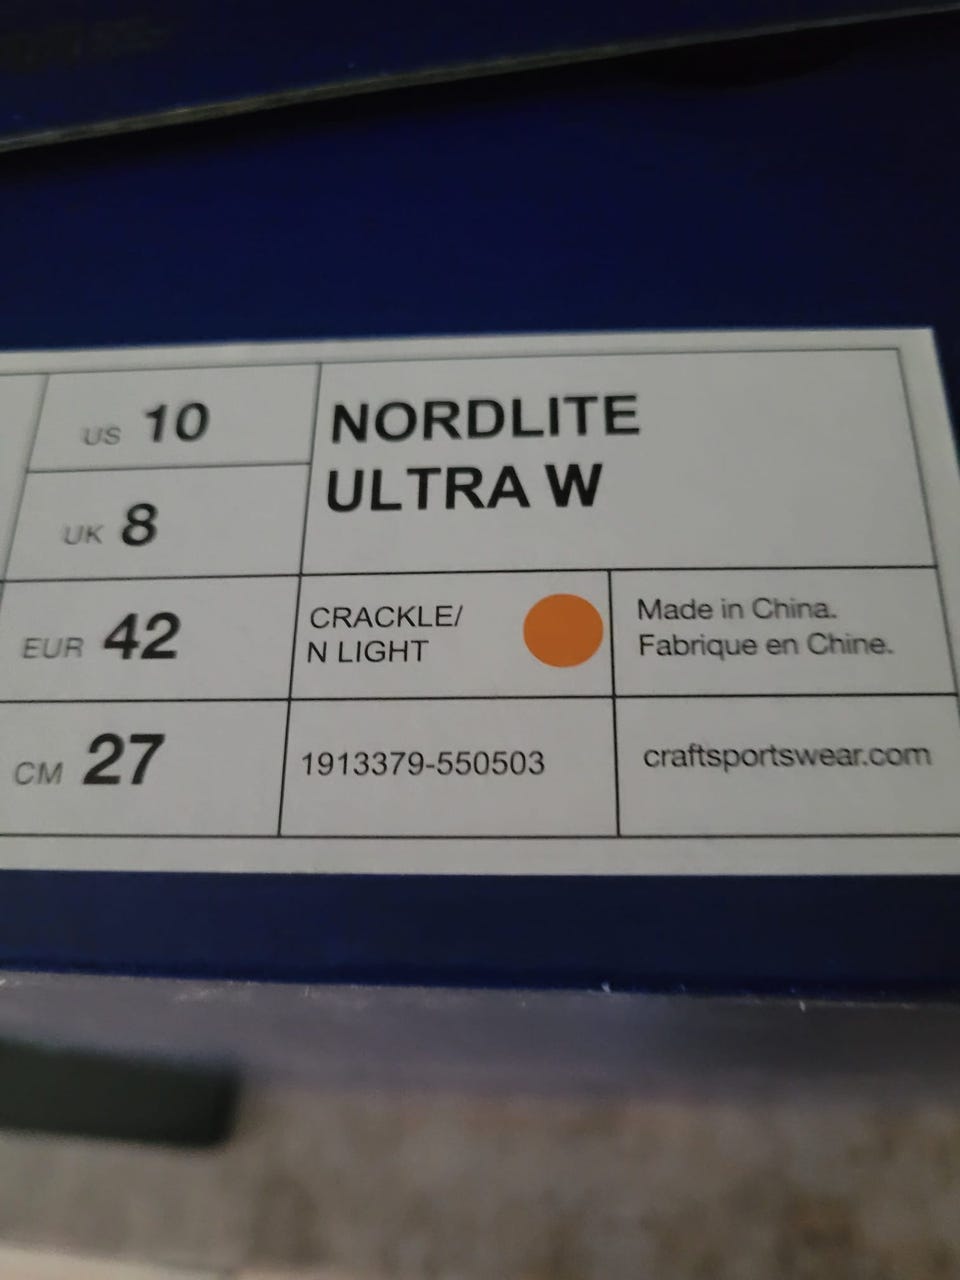 US 10
UK 8
EUR 42
CM 27
NORDLITE
ULTRA W
CRACKLE/
N LIGHT
1913379-550503
Made in China.
Fabrique en Chine.
craftsportswear.com